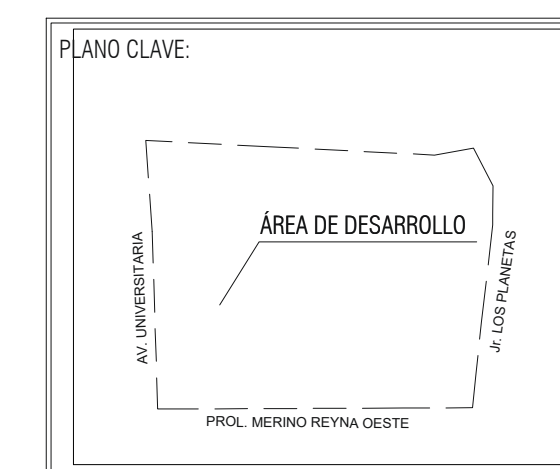 PLANO CLAVE:
ÁREA DE DESARROLLO
AV. UNIVERSITARIA
Jr. LOS PLANETAS
PROL. MERINO REYNA OESTE